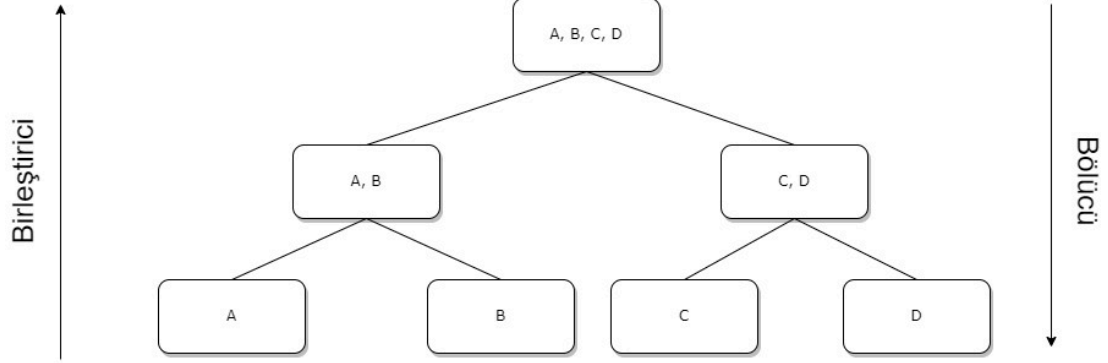 A, B, C, D
Birleştirici
A, B
C, D
Bölücü
A
B
C
D